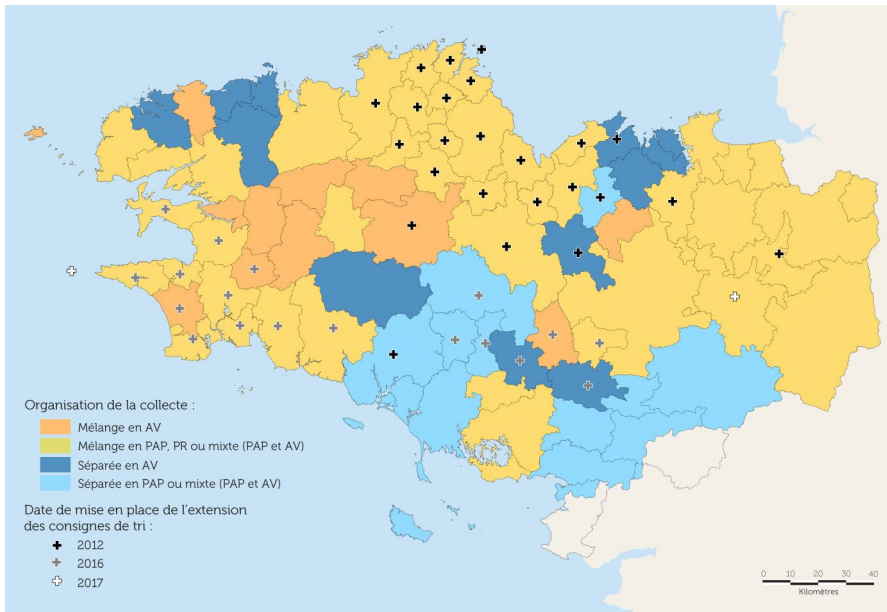 Organisation de la collecte :
Mélange en AV
Mélange en PAP, PR ou mixte (PAP et AV)
Séparée en AV
Séparée en PAP ou mixte (PAP et AV)
Date de mise en place de l'extension
des consignes de tri :
2012
2016
2017
0 10 20 30 40
Kilomètres